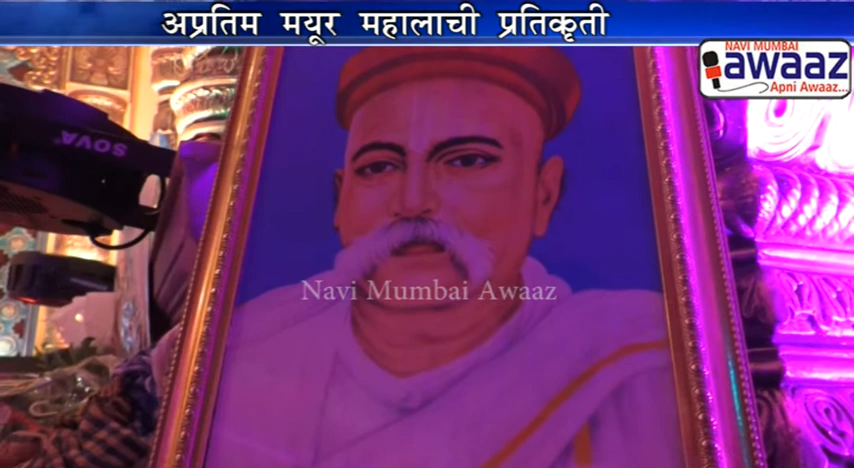 अप्रतिम मयूर महालाची प्रतिकृती
NAVI MUMBAI
awaaz
Apni Awaaz...
SOVA
Navi Mumbai Awaaz